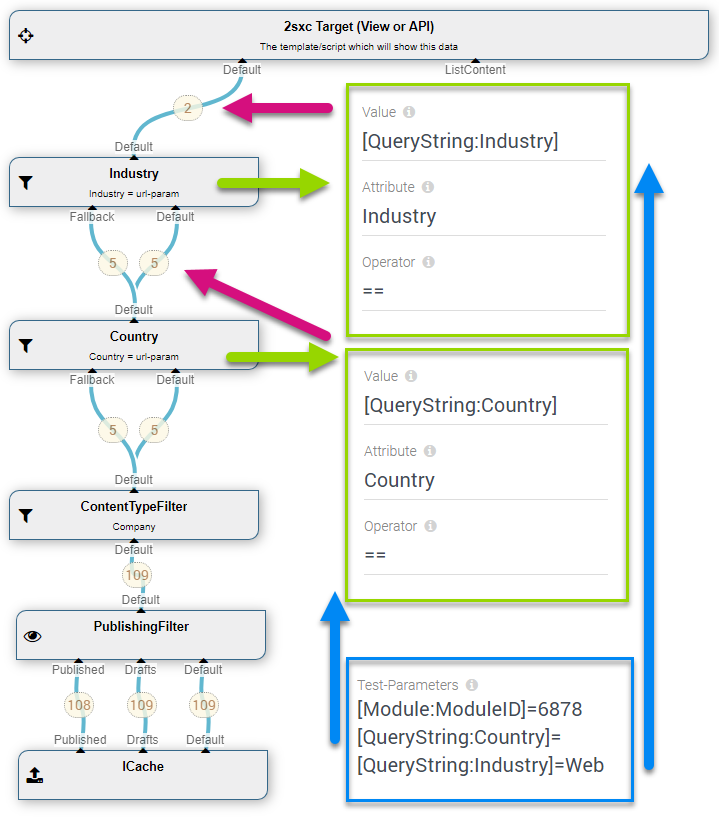 2sxc Target (View or API)
The template/script which will show this data
Default
ListContent
2
Default
Industry
Industry = url-param
Fallback
Default
5
5
Default
Country
Country = url-param
Fallback
Default
5
5
Default
ContentTypeFilter
Company
Default
109
Default
PublishingFilter
Published
Drafts
Default
108
109
109
Published
Drafts
Default
ICache
Value
[QueryString:Industry]
Attribute
Industry
Operator
==
Value
[QueryString:Country]
Attribute
Country
Operator
==
Test-Parameters
[Module:ModuleID]=6878
[QueryString:Country]=
[QueryString:Industry]=Web